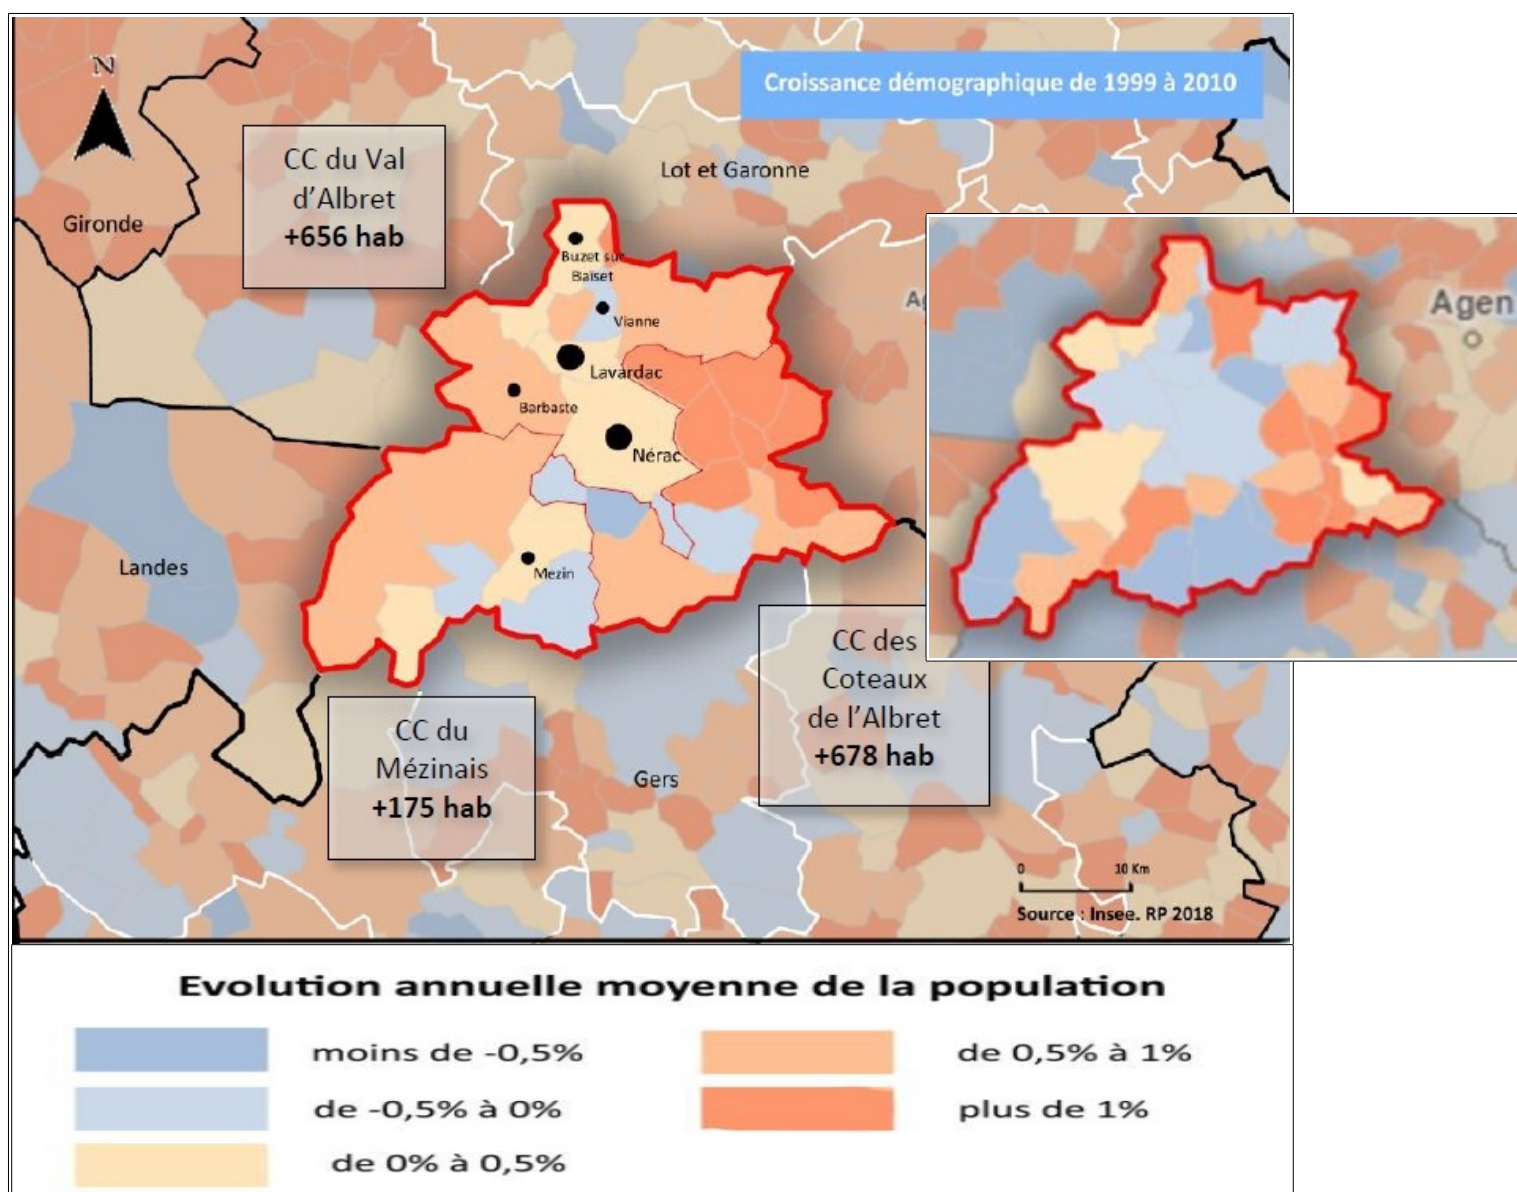 N
Croissance démographique de 1999 à 2010
CC du Val
d'Albret
+656 hab
Lot et Garonne
Gironde
Buzet sur
Baïset
Vianne
Lavardac
Barbaste
Nérac
Mezin
Landes
Agen
CC des
Coteaux
de l'Albret
+678 hab
CC du
Mézinais
+175 hab
Gers
0 10 Km
Source : Insee. RP 2018
Evolution annuelle moyenne de la population
moins de -0,5%
de -0,5% à 0%
de 0% à 0,5%
de 0,5% à 1%
plus de 1%